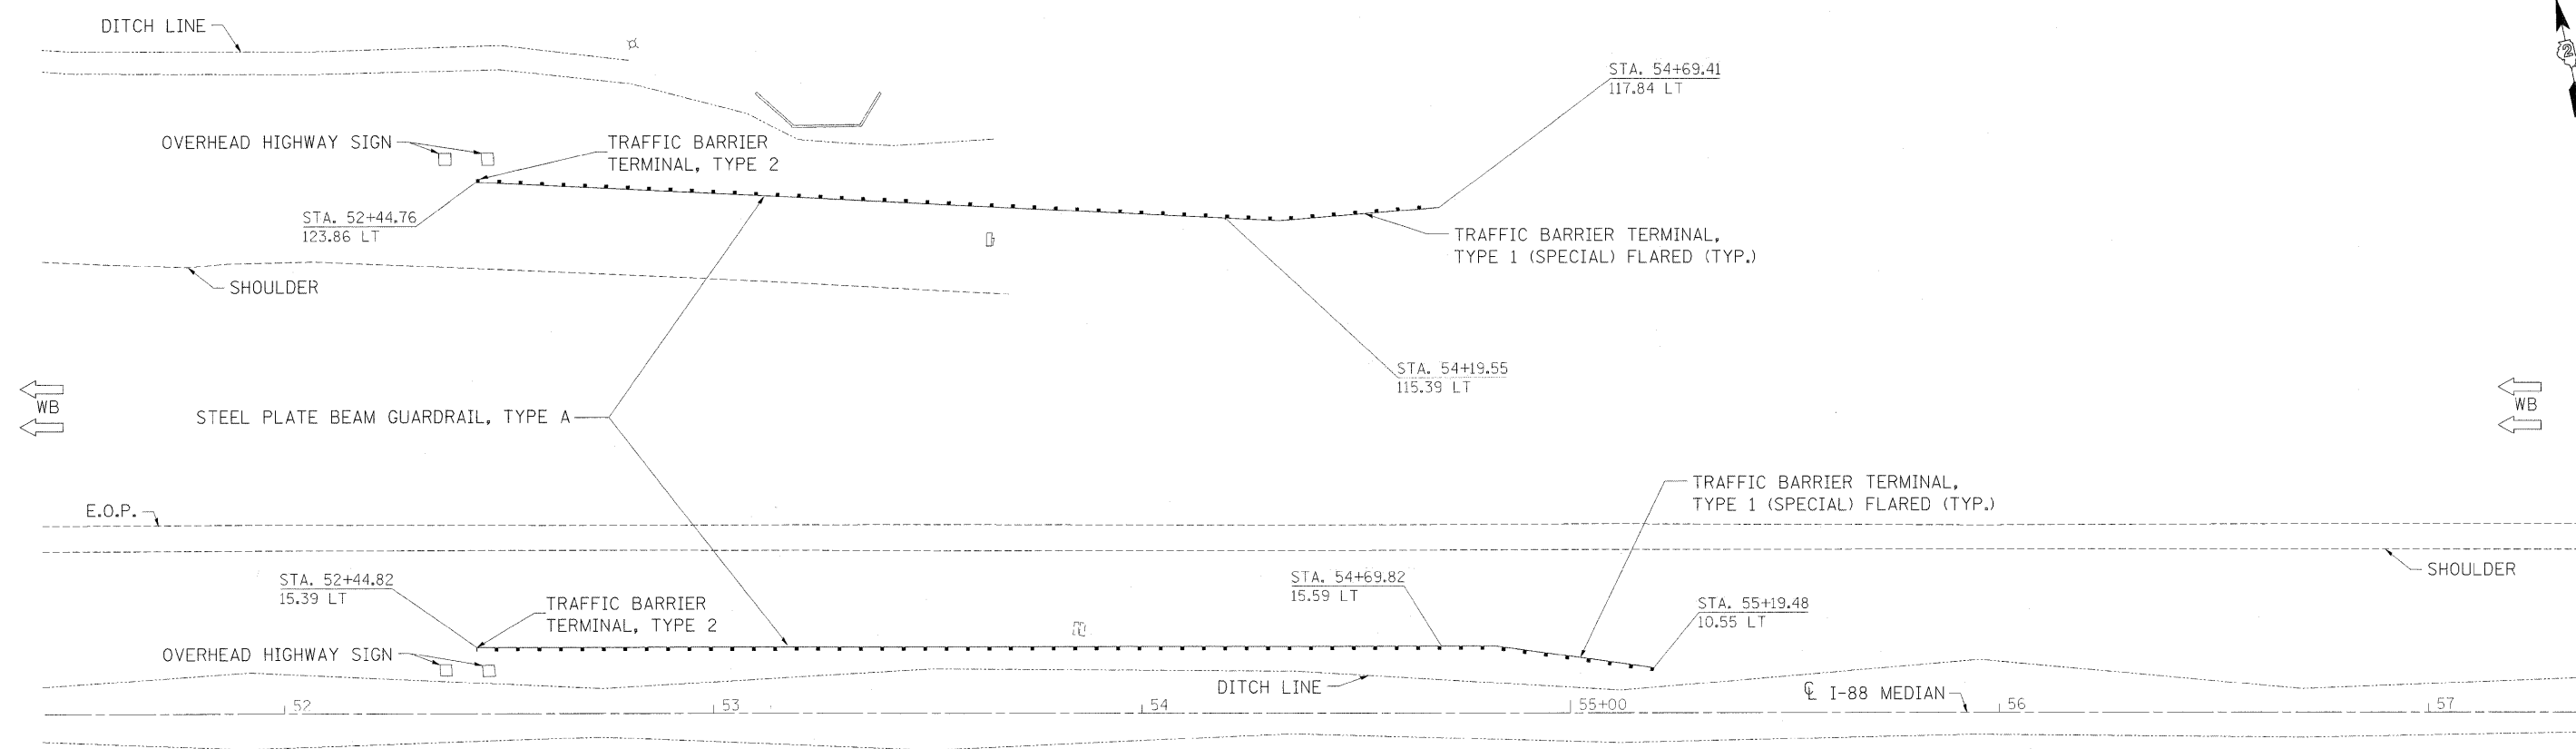 DITCH LINE
2
STA. 54+69.41
117.84 LT
OVERHEAD HIGHWAY SIGN
TRAFFIC BARRIER
TERMINAL, TYPE 2
STA. 52+44.76
123.86 LT
TRAFFIC BARRIER TERMINAL,
TYPE 1 (SPECIAL) FLARED (TYP.)
SHOULDER
STA. 54+19.55
115.39 LT
WB
WB
STEEL PLATE BEAM GUARDRAIL, TYPE A
TRAFFIC BARRIER TERMINAL,
TYPE 1 (SPECIAL) FLARED (TYP.)
E.O.P.
SHOULDER
STA. 52+44.82
15.39 LT
STA. 54+69.82
15.59 LT
TRAFFIC BARRIER
TERMINAL, TYPE 2
STA. 55+19.48
10.55 LT
OVERHEAD HIGHWAY SIGN
DITCH LINE
℄ I-88 MEDIAN
52
53
54
55+00
56
57